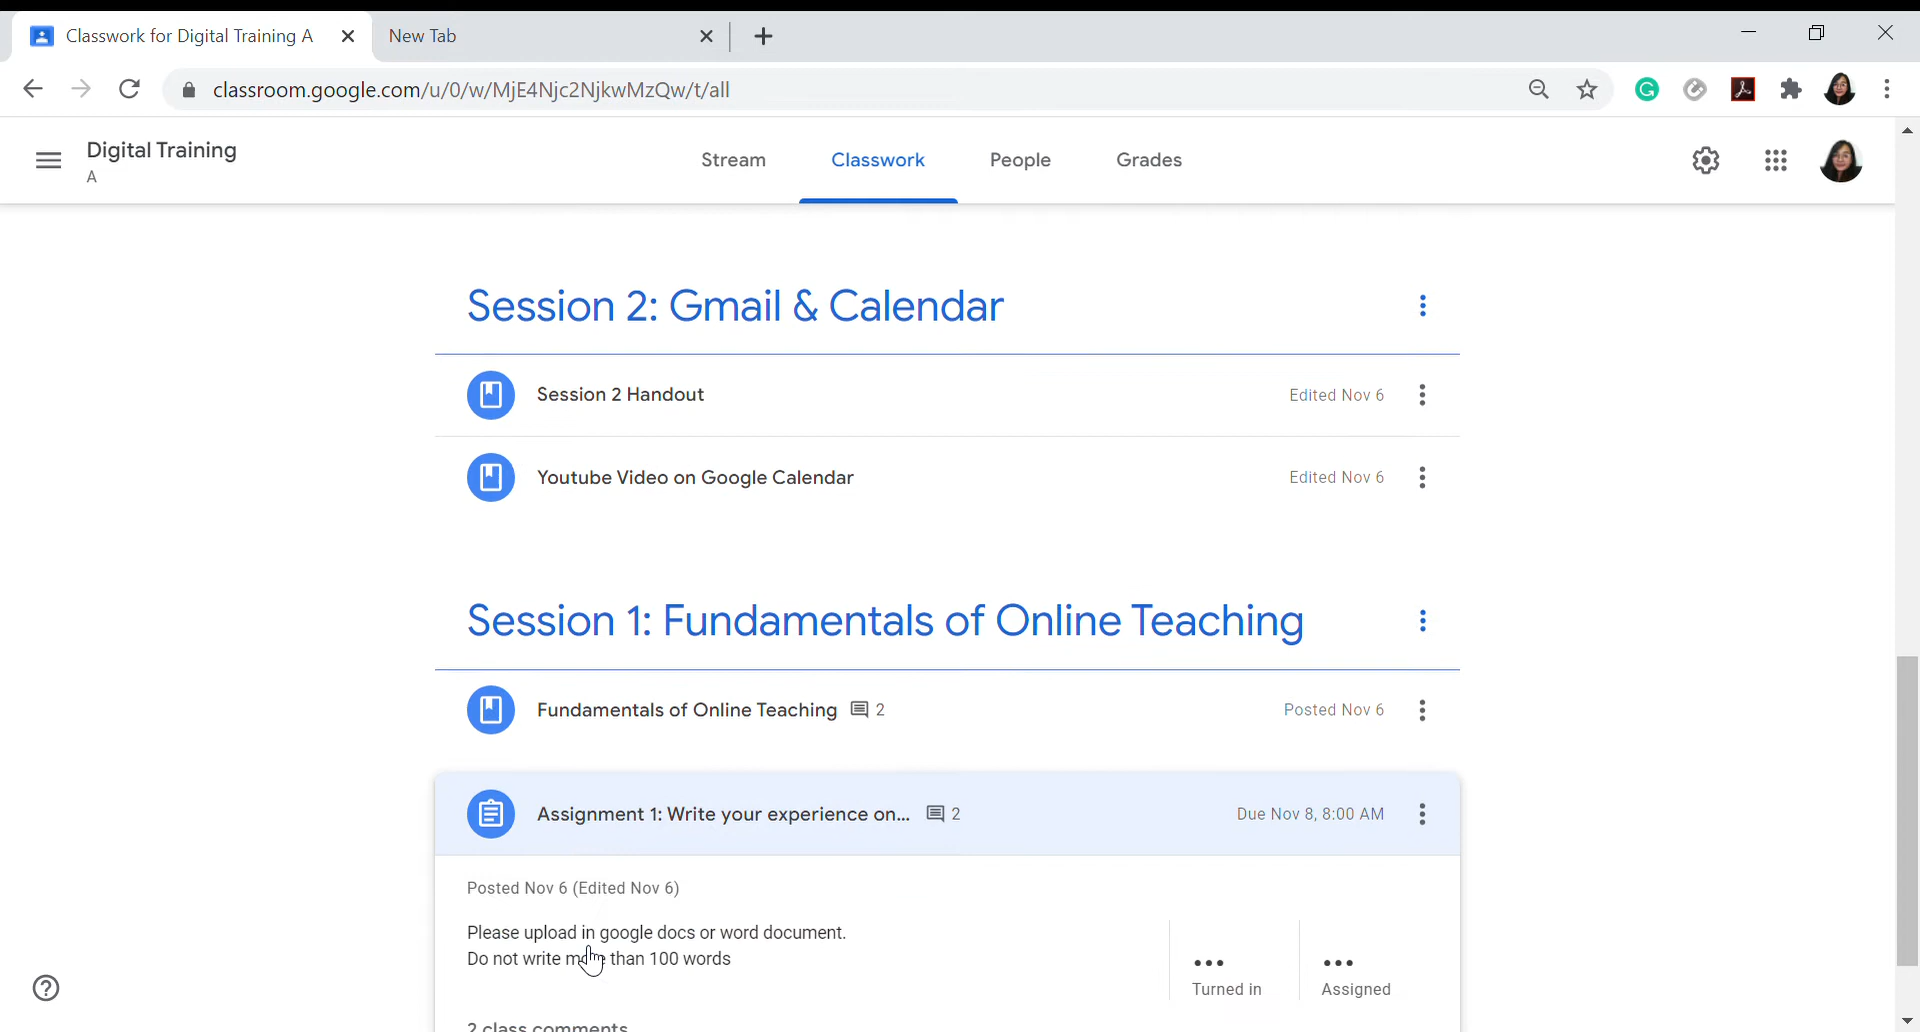 Classwork for Digital Training A
New Tab
classroom.google.com/u/0/w/MjE4Njc2NjkwMzQw/t/all
Digital Training
A
Stream
Classwork
People
Grades
Session 2: Gmail & Calendar
Session 2 Handout
Edited Nov 6
Youtube Video on Google Calendar
Edited Nov 6
Session 1: Fundamentals of Online Teaching
Fundamentals of Online Teaching 2
Posted Nov 6
Assignment 1: Write your experience on... 2
Due Nov 8, 8:00 AM
Posted Nov 6 (Edited Nov 6)
Please upload in google docs or word document.
Do not write more than 100 words
Turned in
Assigned
2 class comments